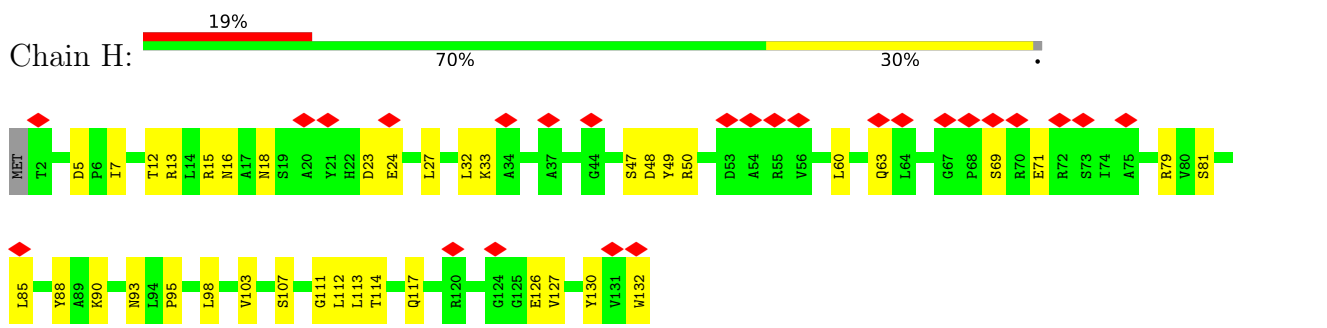 19%
Chain H:
70% 30% •
MET T2 D5 P6 I7 T12 R13 L14 R15 N16 A17 N18 S19 A20 Y21 H22 D23 E24 L27 L32 K33 A34 A37 G44 S47 D48 Y49 R50 D53 A54 R55 V56 L60 Q63 L64 G67 P68 S69 R70 E71 R72 S73 I74 A75 R79 V80 S81
L85 Y88 A89 K90 N93 L94 P95 L98 V103 S107 G111 L112 L113 T114 Q117 R120 G124 G125 E126 V127 Y130 V131 W132